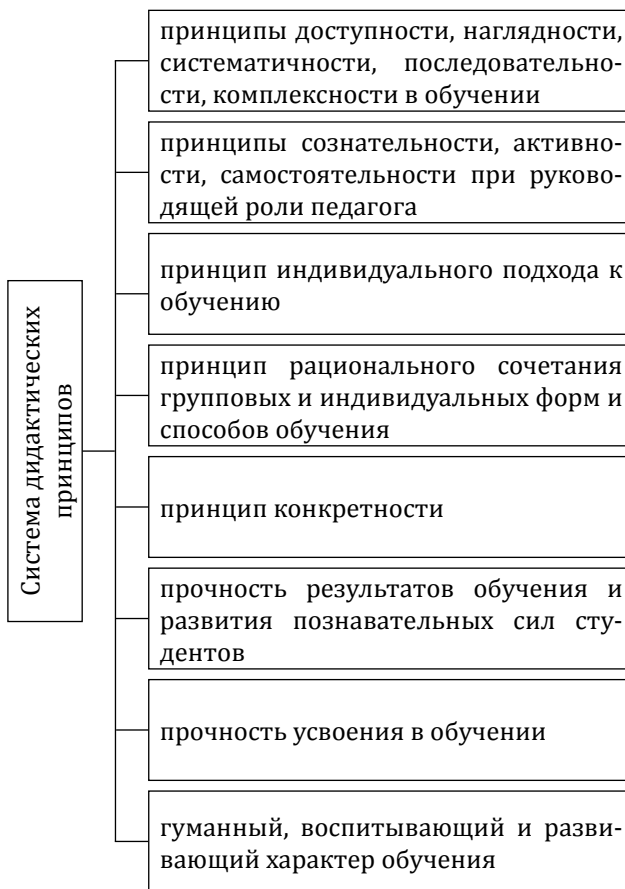 принципы доступности, наглядности,
систематичности, последовательно-
сти, комплексности в обучении
принципы сознательности, активно-
сти, самостоятельности при руково-
дящей роли педагога
принцип индивидуального подхода к
обучению
принцип рационального сочетания
групповых и индивидуальных форм и
способов обучения
принцип конкретности
прочность результатов обучения и
развития познавательных сил сту-
дентов
прочность усвоения в обучении
гуманный, воспитывающий и разви-
вающий характер обучения
Система дидактических
принципов